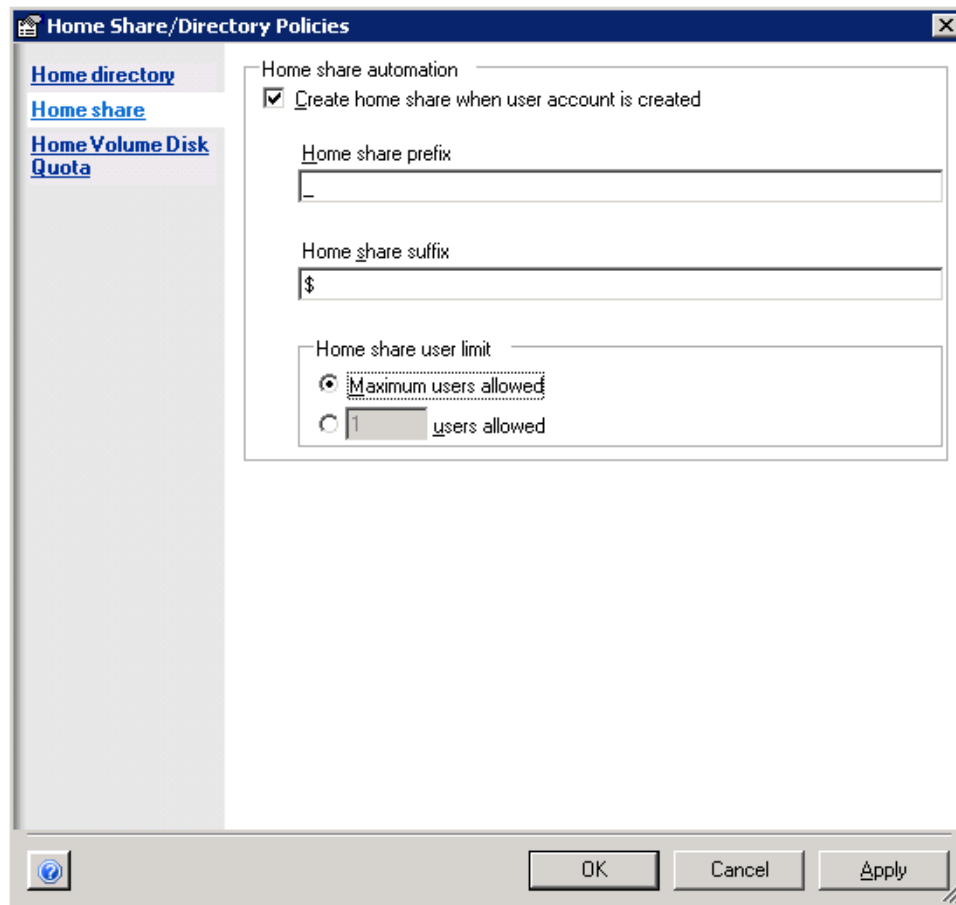 Home Share/Directory Policies
Home directory
Home share
Home Volume Disk
Quota
Home share automation
Create home share when user account is created
Home share prefix
_
Home share suffix
$
Home share user limit
Maximum users allowed
1 users allowed
OK Cancel Apply